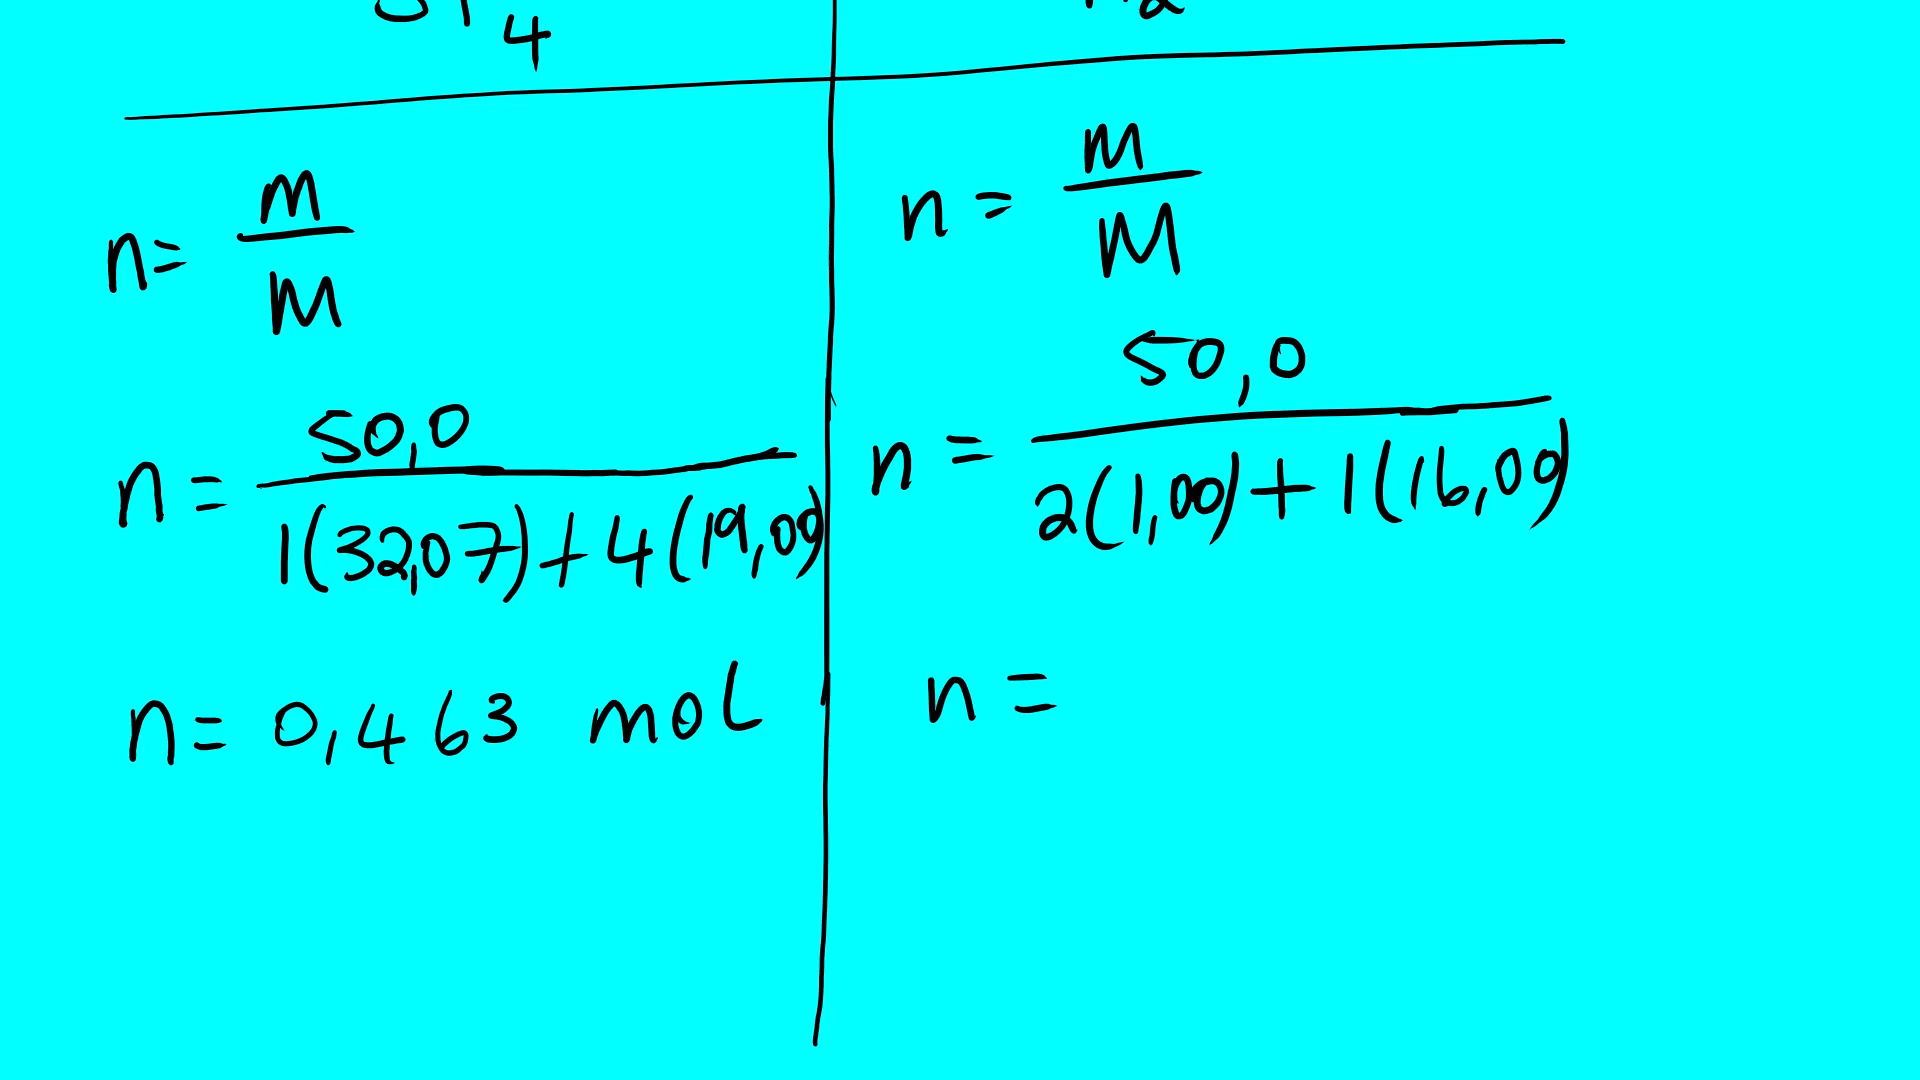 4
n = m/M
n = 50,0 / 1(32,07) + 4(19,00)
n = 0,463 mol
2
n = m/M
n = 50,0 / 2(1,00) + 1(16,00)
n =